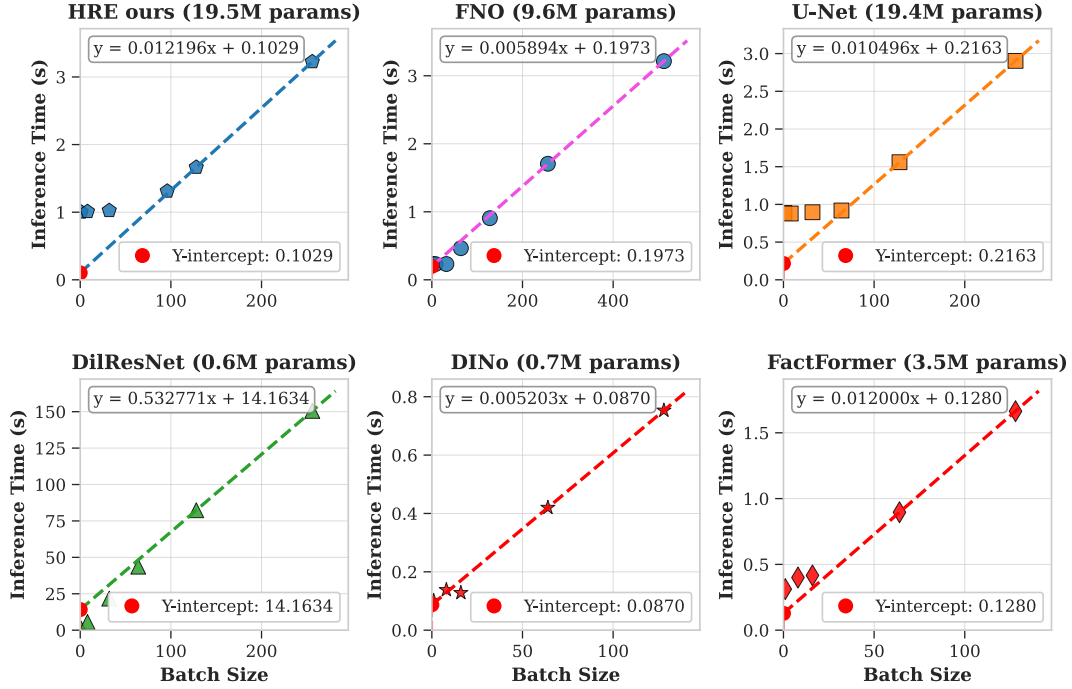 HRE ours (19.5M params)
y = 0.012196x + 0.1029
Inference Time (s)
3
2
1
0
Y-intercept: 0.1029
0
100
200
FNO (9.6M params)
y = 0.005894x + 0.1973
Inference Time (s)
3
2
1
0
Y-intercept: 0.1973
0
200
400
U-Net (19.4M params)
y = 0.010496x + 0.2163
Inference Time (s)
3.0
2.5
2.0
1.5
1.0
0.5
0.0
Y-intercept: 0.2163
0
100
200
DilResNet (0.6M params)
y = 0.532771x + 14.1634
Inference Time (s)
150
125
100
75
50
25
0
Y-intercept: 14.1634
0
100
200
Batch Size
DINo (0.7M params)
y = 0.005203x + 0.0870
Inference Time (s)
0.8
0.6
0.4
0.2
0.0
Y-intercept: 0.0870
0
50
100
Batch Size
FactFormer (3.5M params)
y = 0.012000x + 0.1280
Inference Time (s)
1.5
1.0
0.5
0.0
Y-intercept: 0.1280
0
50
100
Batch Size